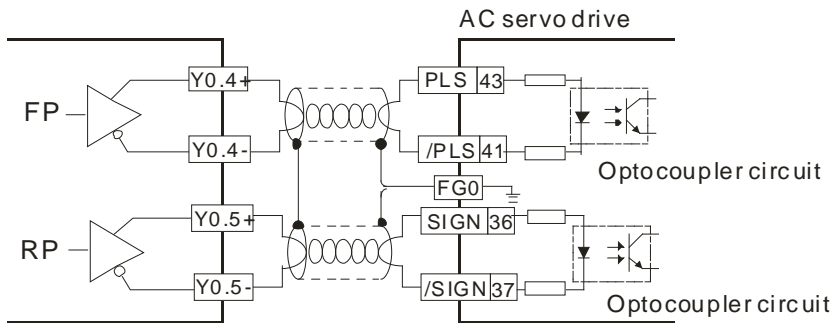 AC servo drive
Y0.4+
PLS 43
FP
Y0.4-
/PLS 41
Optocoupler circuit
FG0
Y0.5+
SIGN 36
RP
Y0.5-
/SIGN 37
Optocoupler circuit